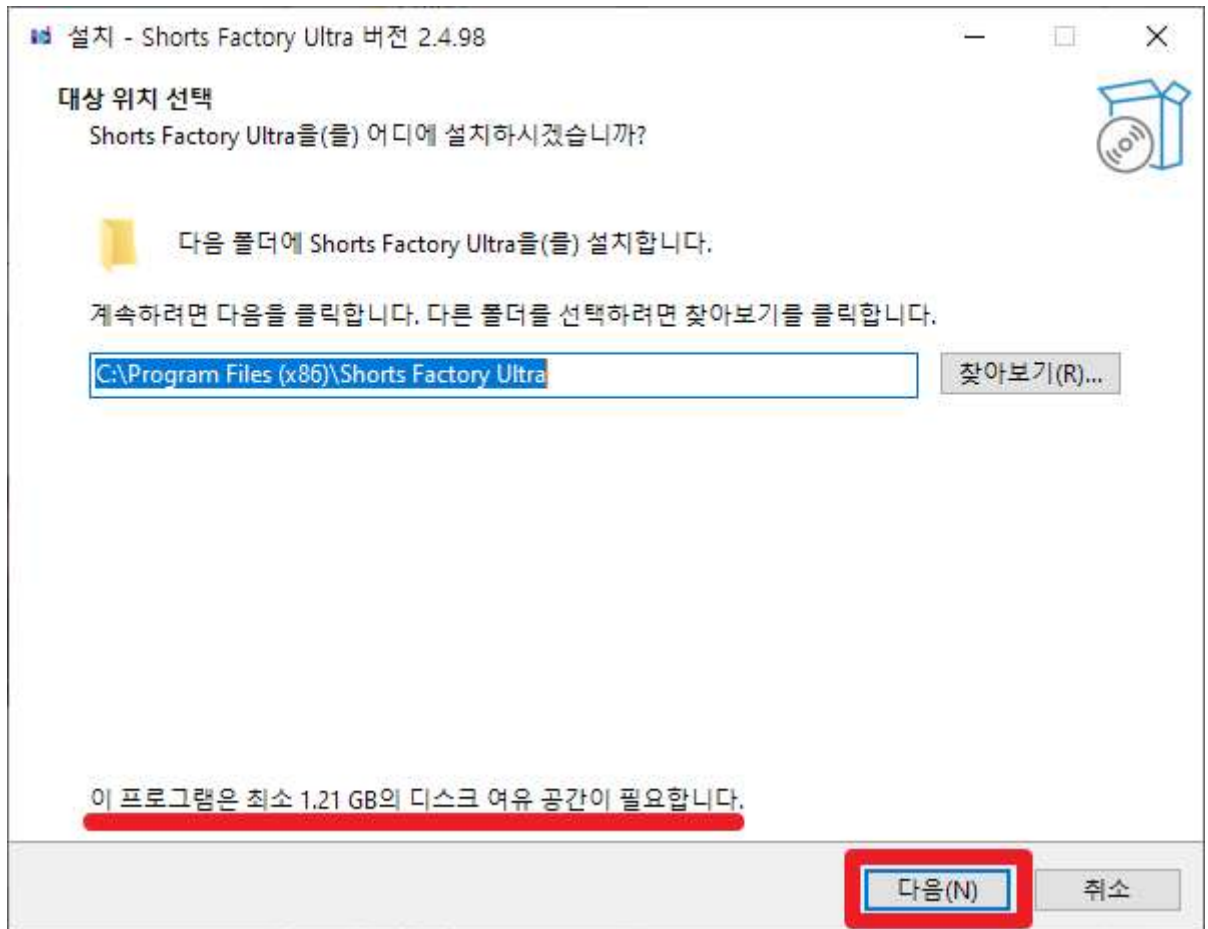 설치 - Shorts Factory Ultra 버전 2.4.98
대상 위치 선택
Shorts Factory Ultra을(를) 어디에 설치하시겠습니까?
다음 폴더에 Shorts Factory Ultra을(를) 설치합니다.
계속하려면 다음을 클릭합니다. 다른 폴더를 선택하려면 찾아보기를 클릭합니다.
C:\Program Files (x86)\Shorts Factory Ultra
찾아보기(R)...
이 프로그램은 최소 1.21 GB의 디스크 여유 공간이 필요합니다.
다음(N)
취소